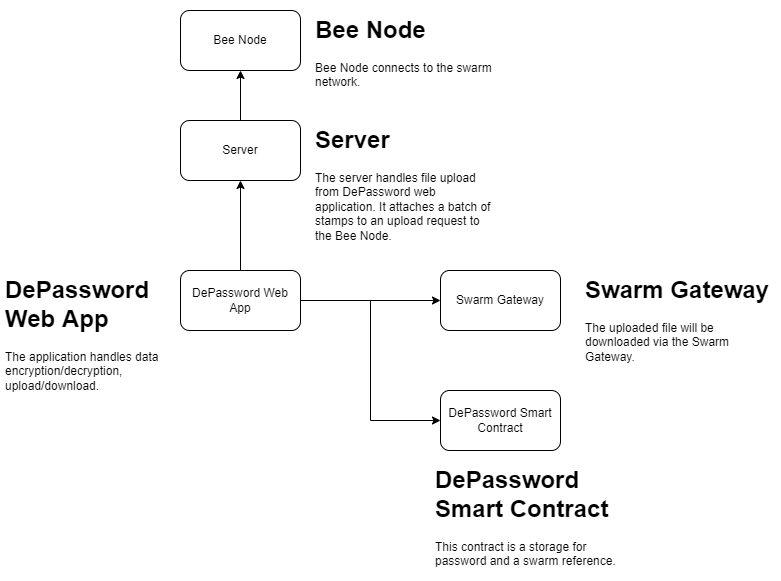 Bee Node
Bee Node
Bee Node connects to the swarm
network.
Server
Server
The server handles file upload
from DePassword web
application. It attaches a batch of
stamps to an upload request to
the Bee Node.
DePassword
Web App
The application handles data
encryption/decryption,
upload/download.
DePassword Web
App
Swarm Gateway
Swarm Gateway
The uploaded file will be
downloaded via the Swarm
Gateway.
DePassword Smart
Contract
DePassword
Smart Contract
This contract is a storage for
password and a swarm reference.